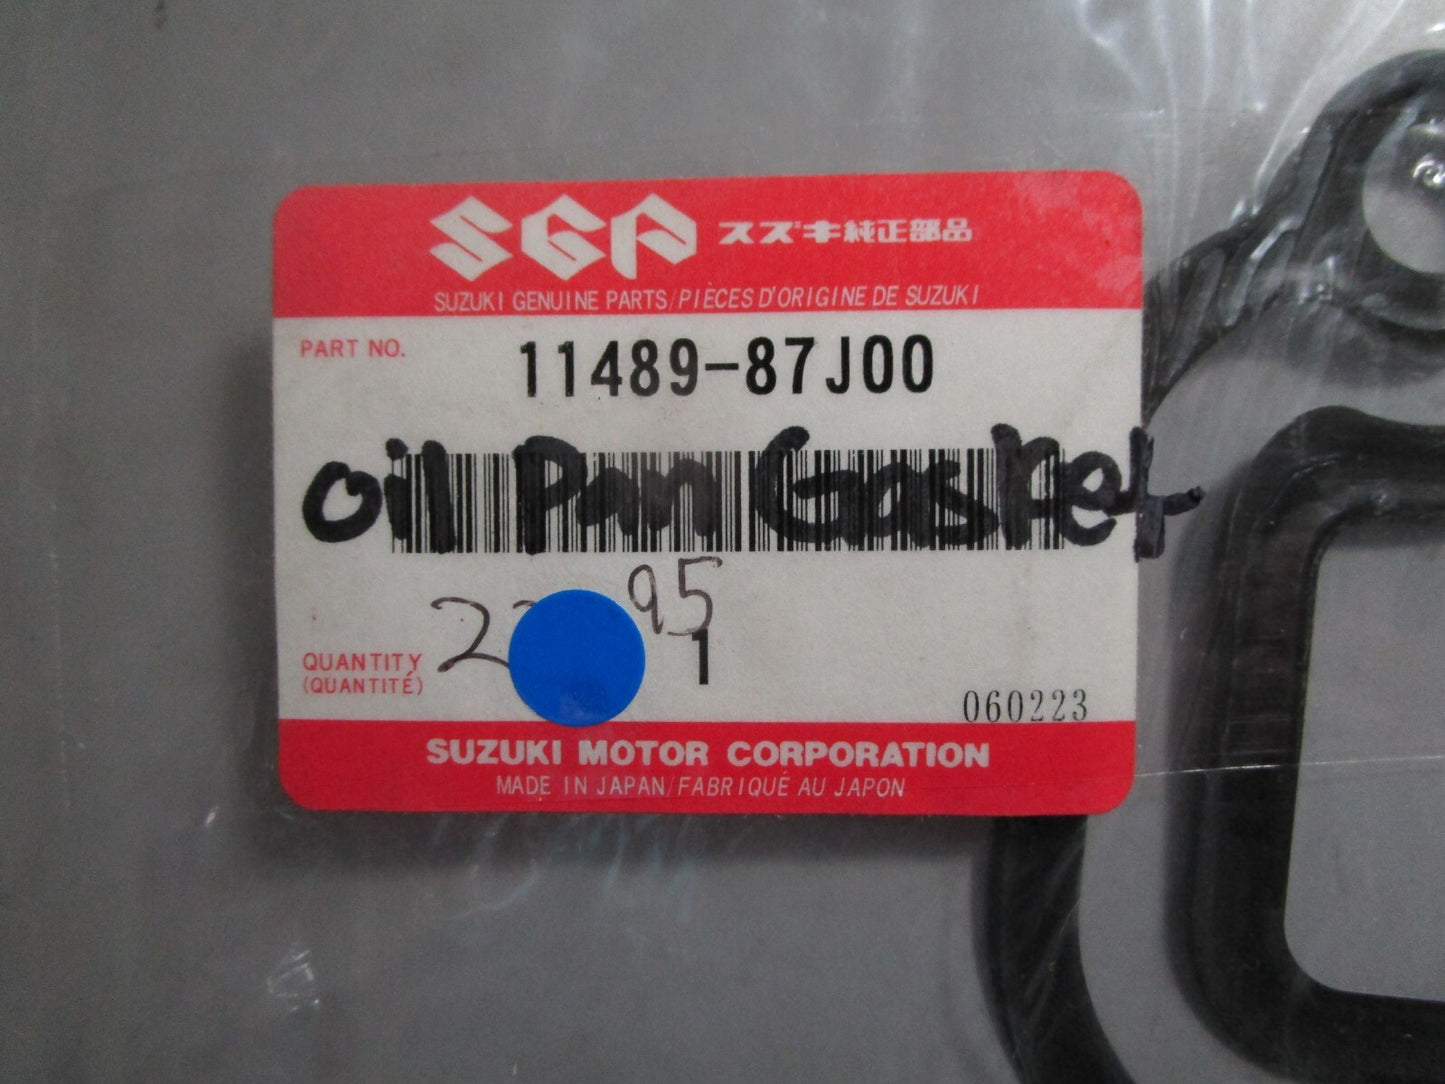 SGP スズキ純正部品
SUZUKI GENUINE PARTS/PIÈCES D'ORIGINE DE SUZUKI
PART NO. 11489-87J00
Oil Pan Gasket
95
QUANTITY 1
(QUANTITÉ)
060223
SUZUKI MOTOR CORPORATION
MADE IN JAPAN/FABRIQUÉ AU JAPON